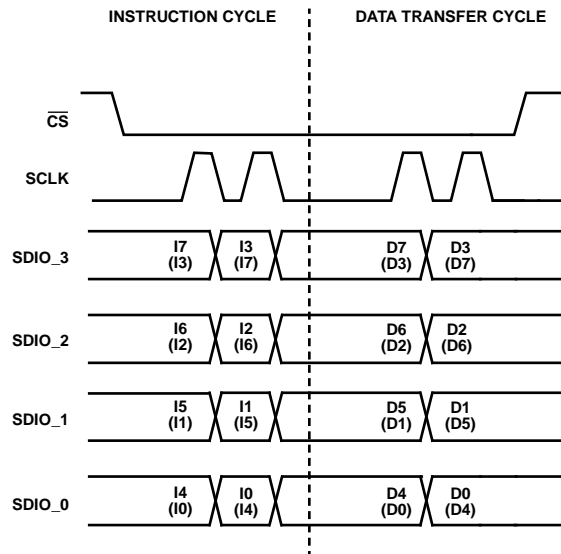 INSTRUCTION CYCLE DATA TRANSFER CYCLE
CS
SCLK
SDIO_3 I7 I3 D7 D3
(I3) (I7) (D3) (D7)
SDIO_2 I6 I2 D6 D2
(I2) (I6) (D2) (D6)
SDIO_1 I5 I1 D5 D1
(I1) (I5) (D1) (D5)
SDIO_0 I4 I0 D4 D0
(I0) (I4) (D0) (D4)